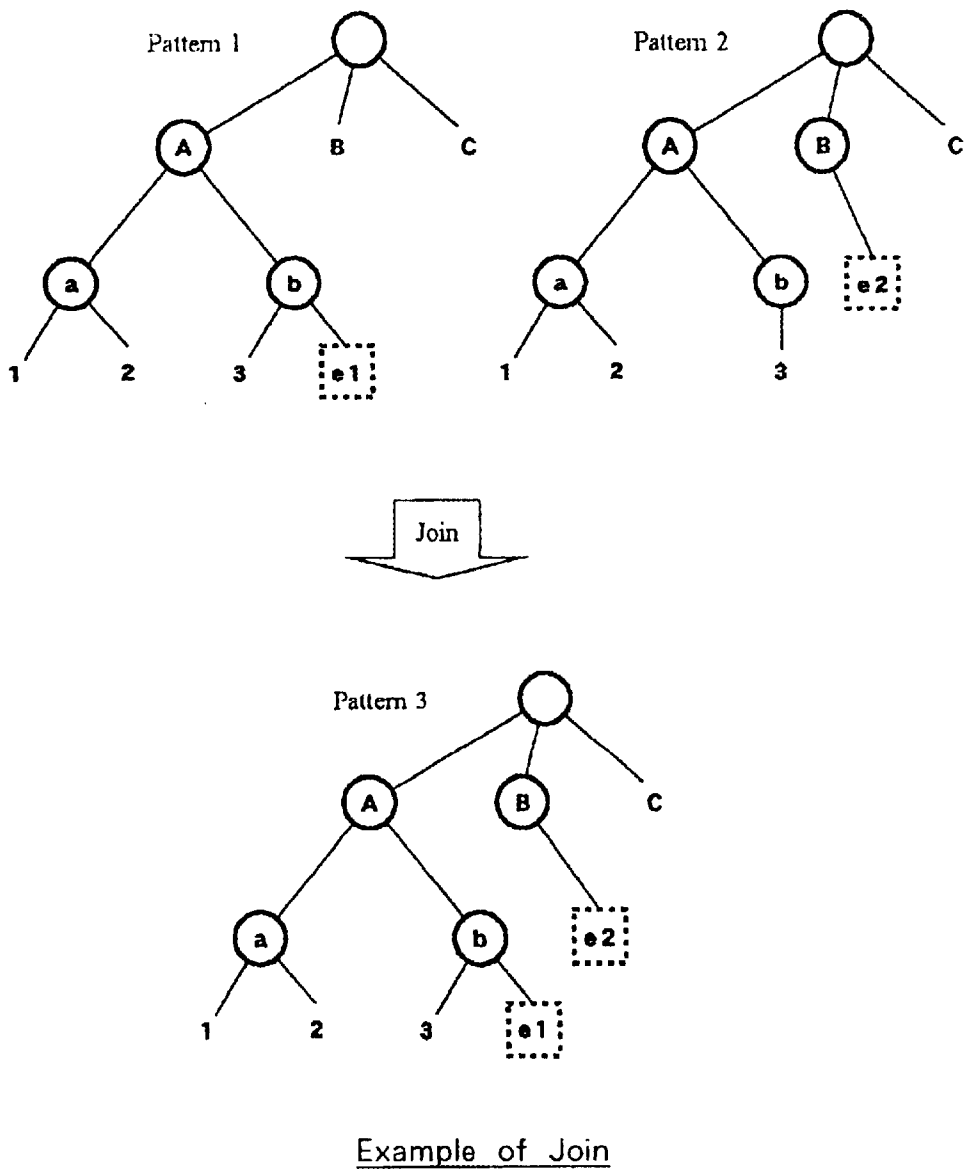 Pattern 1
Pattern 2
A B C
A B C
a b
a b e2
1 2 3 e1
1 2 3
Join
Pattern 3
A B C
a b e2
1 2 3 e1
Example of Join